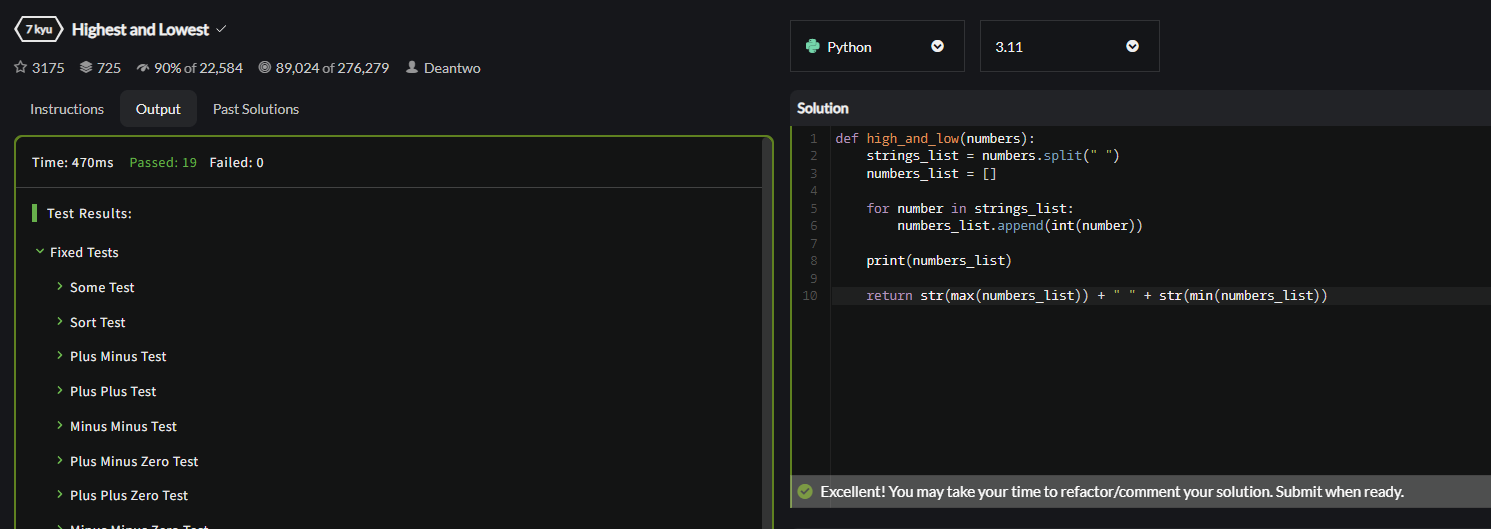 7 kyu Highest and Lowest
3175 725 90% of 22,584 89,024 of 276,279 Deantwo
Instructions Output Past Solutions
Time: 470ms Passed: 19 Failed: 0
Test Results:
Fixed Tests
Some Test
Sort Test
Plus Minus Test
Plus Plus Test
Minus Minus Test
Plus Minus Zero Test
Plus Plus Zero Test
Minus Minus Zero Test
Python 3.11
Solution
1 def high_and_low(numbers):
2 strings_list = numbers.split(" ")
3 numbers_list = []
4
5 for number in strings_list:
6 numbers_list.append(int(number))
7
8 print(numbers_list)
9
10 return str(max(numbers_list)) + " " + str(min(numbers_list))
Excellent! You may take your time to refactor/comment your solution. Submit when ready.